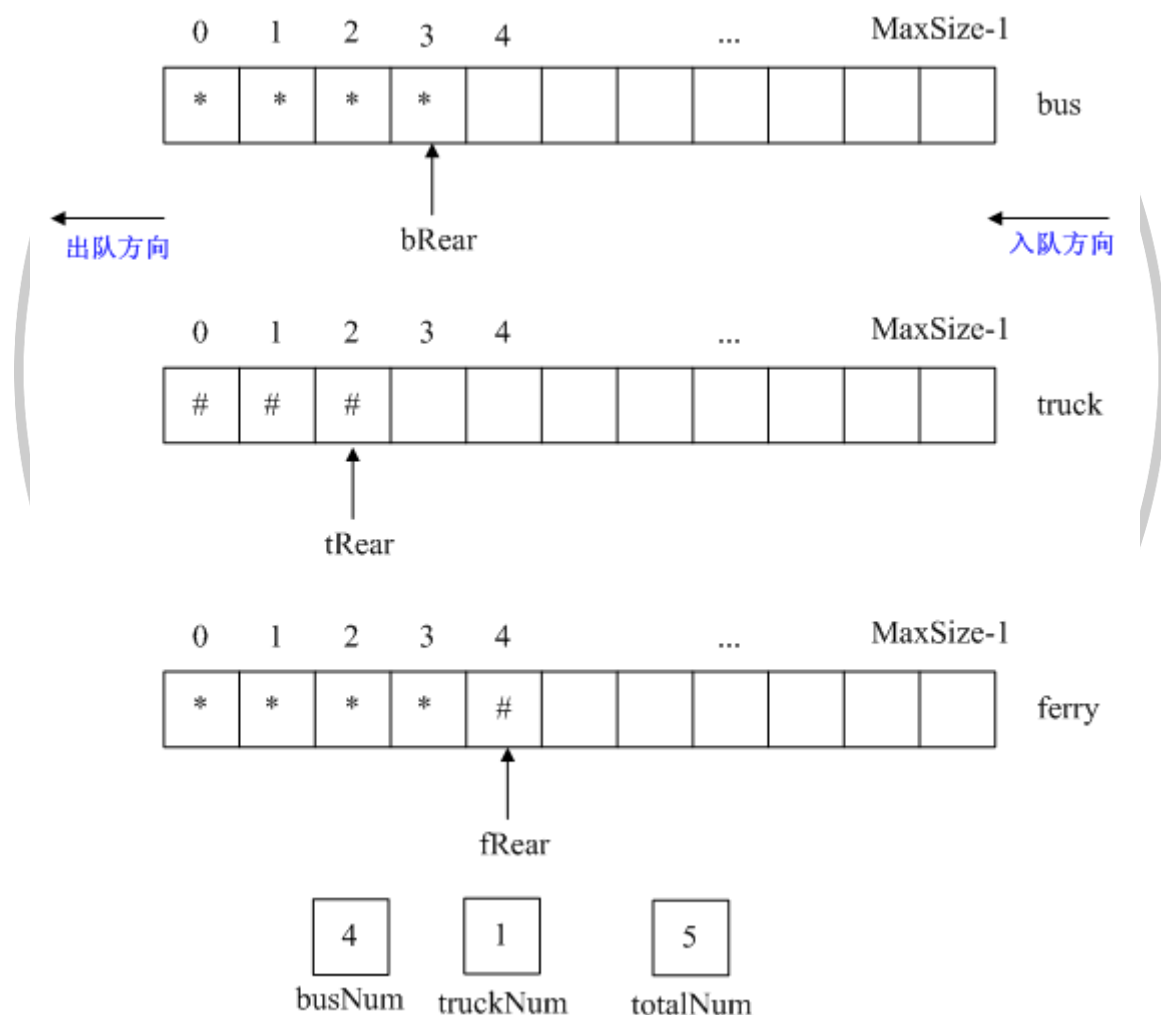 0 1 2 3 4 ... MaxSize-1
* * * * bus
bRear
出队方向 入队方向
0 1 2 3 4 ... MaxSize-1
# # # truck
tRear
0 1 2 3 4 ... MaxSize-1
* * * * # ferry
fRear
4 1 5
busNum truckNum totalNum